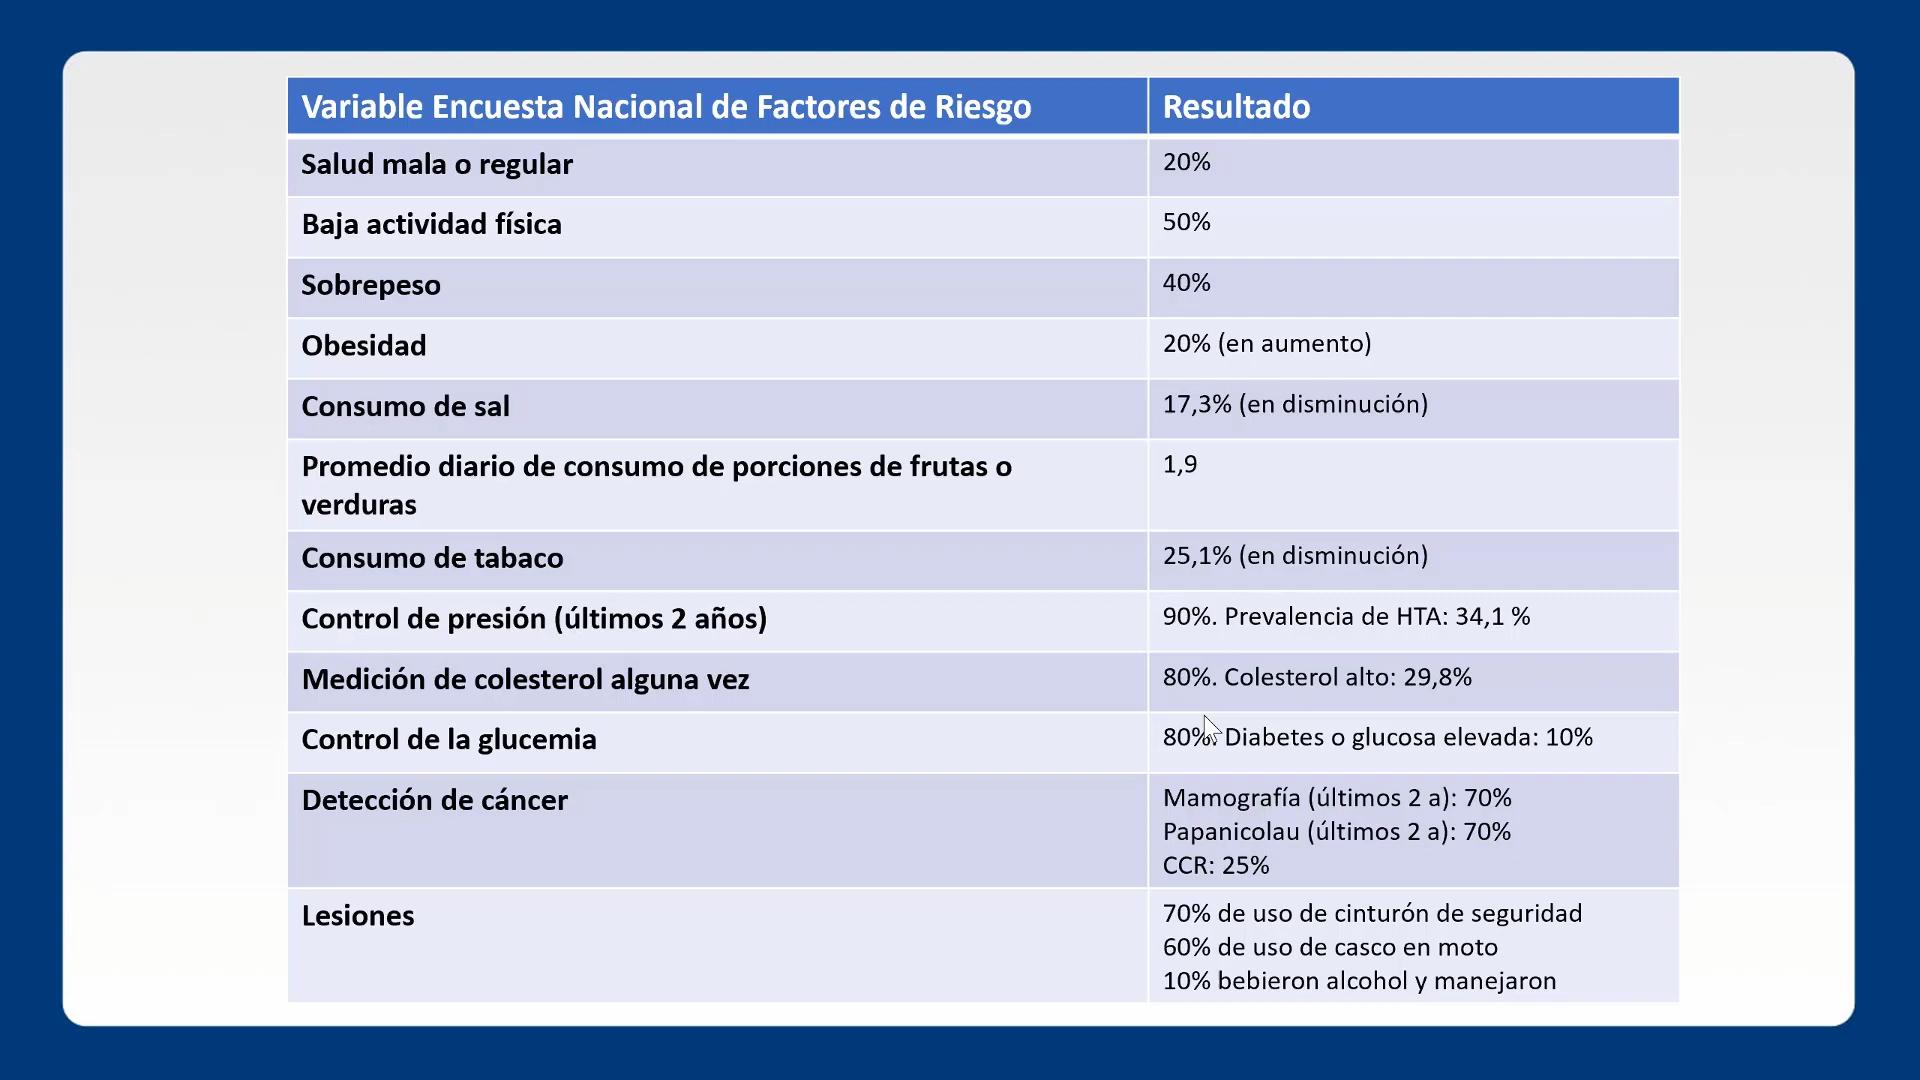 Variable Encuesta Nacional de Factores de Riesgo
Resultado
Salud mala o regular
20%
Baja actividad física
50%
Sobrepeso
40%
Obesidad
20% (en aumento)
Consumo de sal
17,3% (en disminución)
Promedio diario de consumo de porciones de frutas o
verduras
1,9
Consumo de tabaco
25,1% (en disminución)
Control de presión (últimos 2 años)
90%. Prevalencia de HTA: 34,1 %
Medición de colesterol alguna vez
80%. Colesterol alto: 29,8%
Control de la glucemia
80%. Diabetes o glucosa elevada: 10%
Detección de cáncer
Mamografía (últimos 2 a): 70%
Papanicolau (últimos 2 a): 70%
CCR: 25%
Lesiones
70% de uso de cinturón de seguridad
60% de uso de casco en moto
10% bebieron alcohol y manejaron